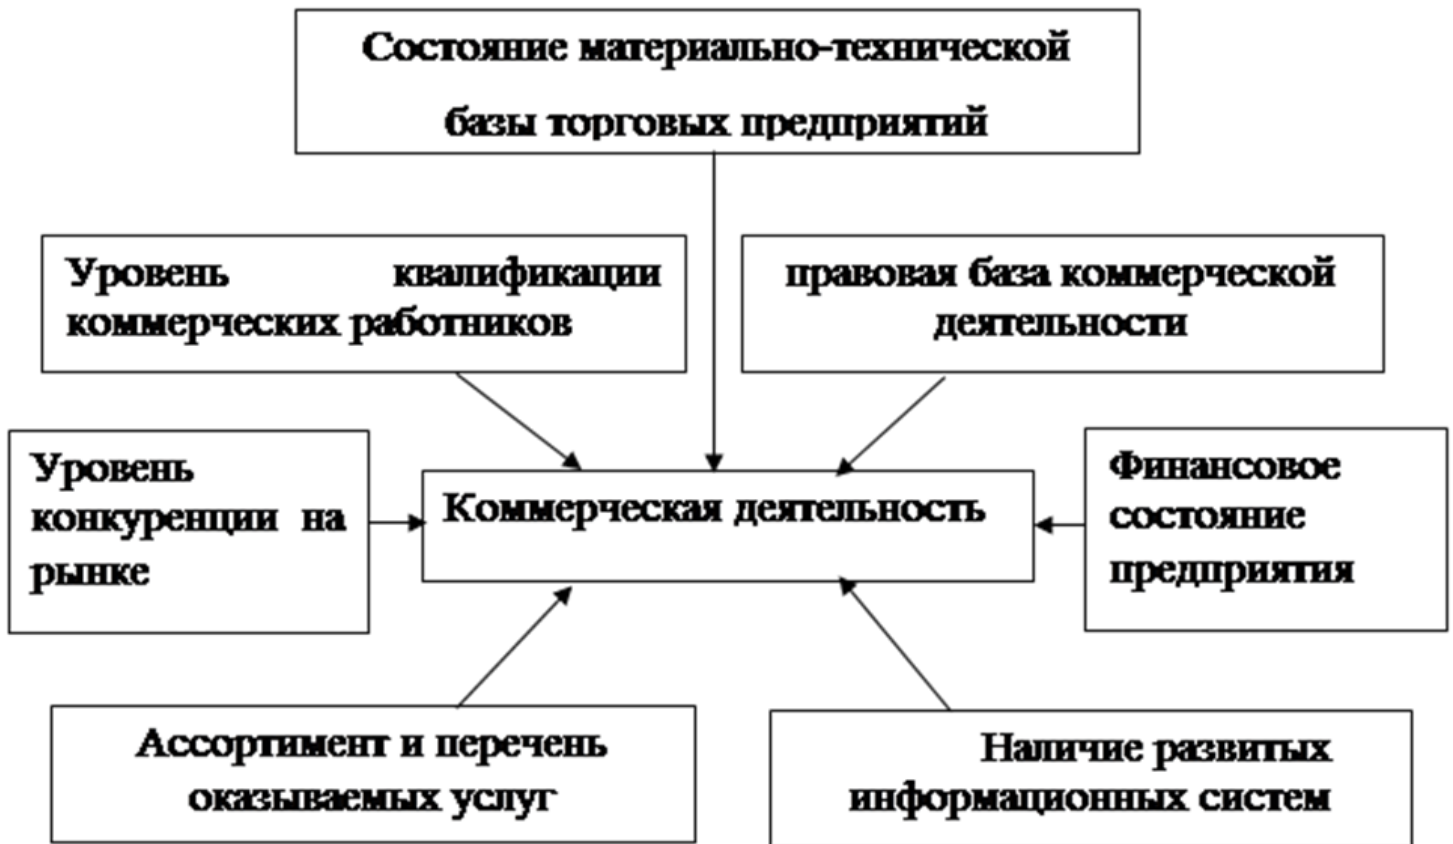 Состояние материально-технической
базы торговых предприятий
Уровень квалификации
коммерческих работников
правовая база коммерческой
деятельности
Уровень
конкуренции на
рынке
Коммерческая деятельность
Финансовое
состояние
предприятия
Ассортимент и перечень
оказываемых услуг
Наличие развитых
информационных систем